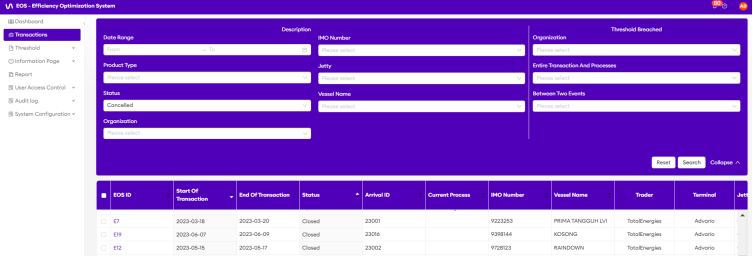 EOS - Efficiency Optimization System
Dashboard
Transactions
Threshold
Information Page
Report
User Access Control
Audit log
System Configuration
Description
Threshold Breached
Date Range
From
To
IMO Number
Please select
Organization
Please select
Product Type
Please select
Jetty
Please select
Entire Transaction And Processes
Please select
Status
Cancelled
Vessel Name
Please select
Between Two Events
Please select
Organization
Please select
Reset Search Collapse
EOS ID Start Of Transaction End Of Transaction Status Arrival ID Current Process IMO Number Vessel Name Trader Terminal Jett
E7 2023-03-18 2023-03-20 Closed 23001 9223253 PRIMA TANGGUH LVI TotalEnergies Advario
E19 2023-06-07 2023-06-09 Closed 23016 9398144 KOSONG TotalEnergies Advario
E12 2023-05-15 2023-05-17 Closed 23002 9728123 RAINDOWN TotalEnergies Advario